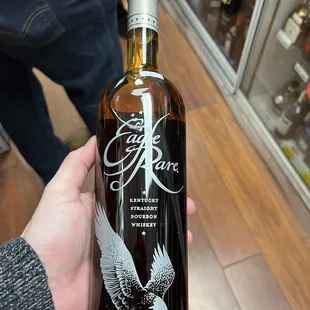 Eagle
Rare
KENTUCKY
STRAIGHT
BOURBON
WHISKEY